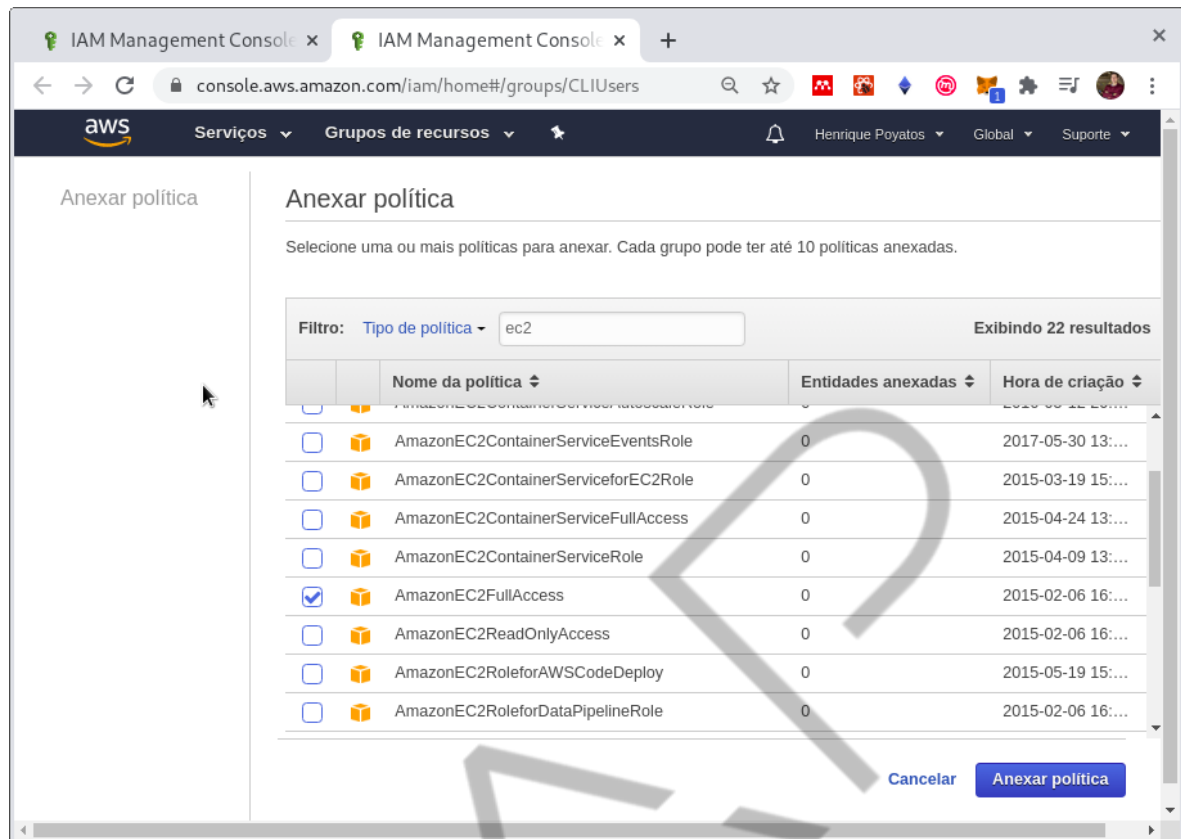 IAM Management Console
IAM Management Console
console.aws.amazon.com/iam/home#/groups/CLIUsers
1
aws
Serviços
Grupos de recursos
Henrique Poyatos
Global
Suporte
Anexar política
Anexar política
Selecione uma ou mais políticas para anexar. Cada grupo pode ter até 10 políticas anexadas.
Filtro: Tipo de política ec2 Exibindo 22 resultados
Nome da política Entidades anexadas Hora de criação
AmazonEC2ContainerServiceEventsRole 0 2017-05-30 13:…
AmazonEC2ContainerServiceforEC2Role 0 2015-03-19 15:…
AmazonEC2ContainerServiceFullAccess 0 2015-04-24 13:…
AmazonEC2ContainerServiceRole 0 2015-04-09 13:…
AmazonEC2FullAccess 0 2015-02-06 16:…
AmazonEC2ReadOnlyAccess 0 2015-02-06 16:…
AmazonEC2RoleforAWSCodeDeploy 0 2015-05-19 15:…
AmazonEC2RoleforDataPipelineRole 0 2015-02-06 16:…
Cancelar Anexar política